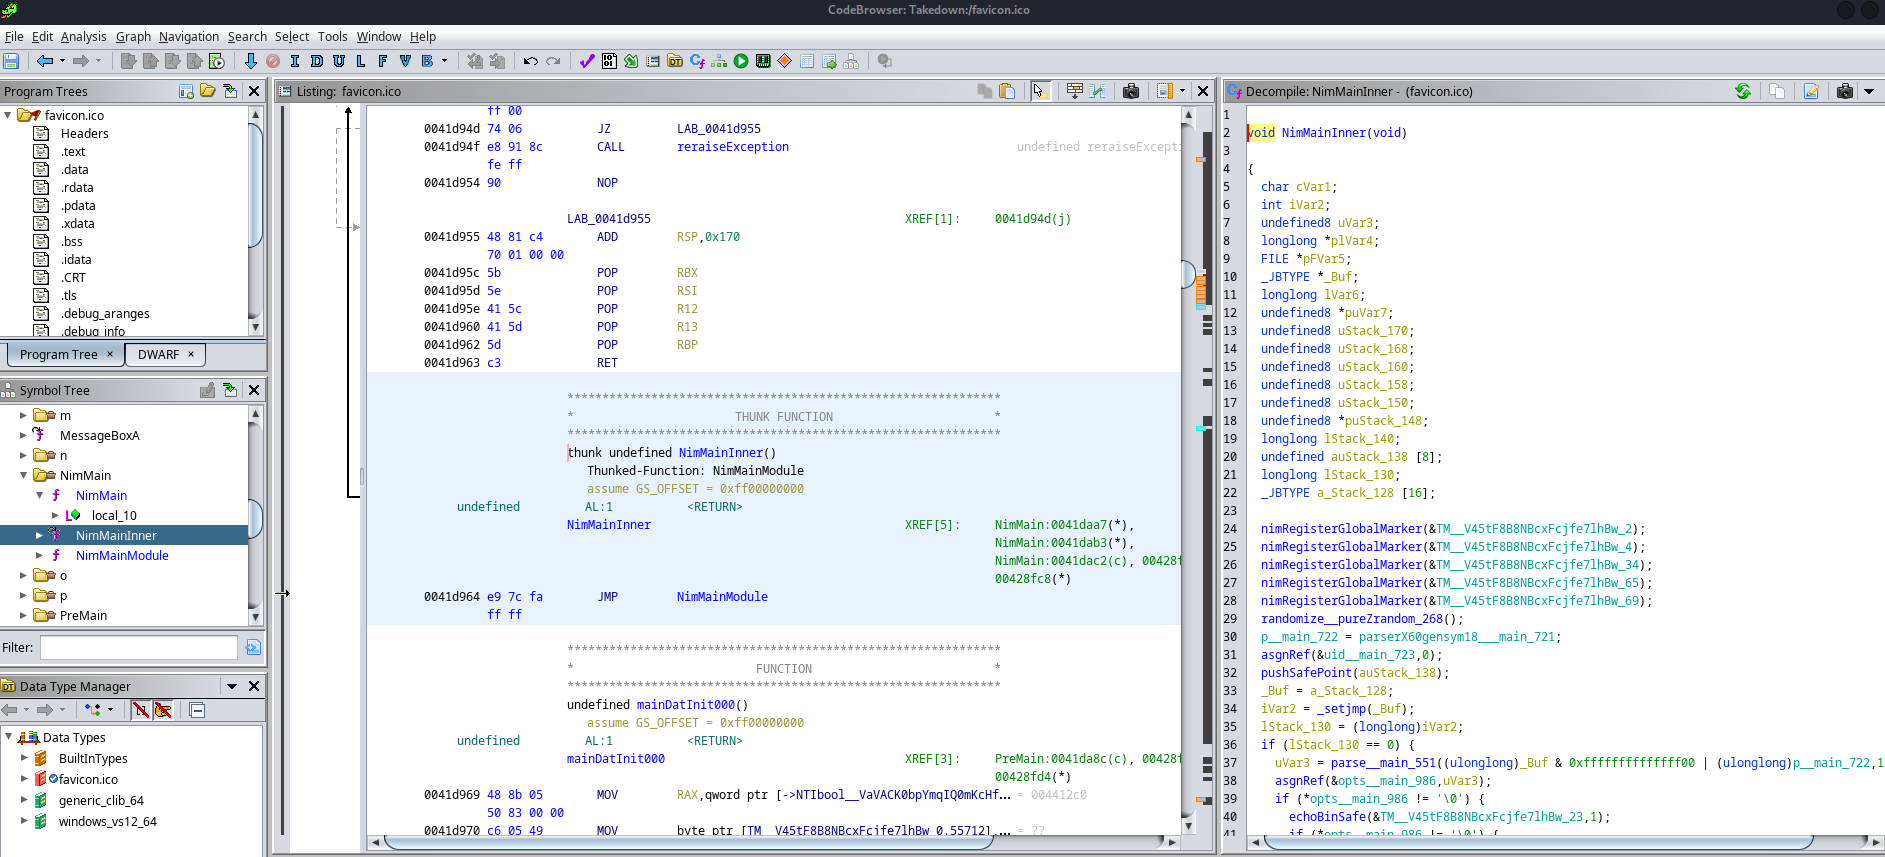 CodeBrowser: Takedown:/favicon.ico
File Edit Analysis Graph Navigation Search Select Tools Window Help
I D U L F V B
Program Trees
favicon.ico
Headers
.text
.data
.rdata
.pdata
.xdata
.bss
.idata
.CRT
.tls
.debug_aranges
.debug_info
Program Tree × DWARF ×
Symbol Tree
m
MessageBoxA
n
NimMain
NimMain
local_10
NimMainInner
NimMainModule
o
p
PreMain
Filter:
Data Type Manager
Data Types
BuiltInTypes
favicon.ico
generic_clib_64
windows_vs12_64
Listing: favicon.ico
ff 00
0041d94d 74 06 JZ LAB_0041d955
0041d94f e8 91 8c CALL reraiseException undefined reraiseExcepti
fe ff
0041d954 90 NOP
LAB_0041d955 XREF[1]: 0041d94d(j)
0041d955 48 81 c4 ADD RSP,0x170
70 01 00 00
0041d95c 5b POP RBX
0041d95d 5e POP RSI
0041d95e 41 5c POP R12
0041d960 41 5d POP R13
0041d962 5d POP RBP
0041d963 c3 RET
**************************************************************
* THUNK FUNCTION *
**************************************************************
thunk undefined NimMainInner()
Thunked-Function: NimMainModule
assume GS_OFFSET = 0xff00000000
undefined AL:1 <RETURN>
NimMainInner XREF[5]: NimMain:0041daa7(*),
NimMain:0041dab3(*),
NimMain:0041dac2(c), 00428f
00428fc8(*)
0041d964 e9 7c fa JMP NimMainModule
ff ff
**************************************************************
* FUNCTION *
**************************************************************
undefined mainDatInit000()
assume GS_OFFSET = 0xff00000000
undefined AL:1 <RETURN>
mainDatInit000 XREF[3]: PreMain:0041da8c(c), 00428f
00428fd4(*)
0041d969 48 8b 05 MOV RAX,qword ptr [->NTIbool__VaVACK0bpYmqIQ0mKcHf... = 004412c0
50 83 00 00
0041d970 c6 05 49 MOV byte ptr [TM__V45tF8B8NBcxFcjfe7lhBw_0.55712],... = ??
Decompile: NimMainInner - (favicon.ico)
1
2 void NimMainInner(void)
3
4 {
5 char cVar1;
6 int iVar2;
7 undefined8 uVar3;
8 longlong *plVar4;
9 FILE *pFVar5;
10 _JBTYPE *_Buf;
11 longlong lVar6;
12 undefined8 *puVar7;
13 undefined8 uStack_170;
14 undefined8 uStack_168;
15 undefined8 uStack_160;
16 undefined8 uStack_158;
17 undefined8 uStack_150;
18 undefined8 *puStack_148;
19 longlong lStack_140;
20 undefined auStack_138 [8];
21 longlong lStack_130;
22 _JBTYPE a_Stack_128 [16];
23
24 nimRegisterGlobalMarker(&TM__V45tF8B8NBcxFcjfe7lhBw_2);
25 nimRegisterGlobalMarker(&TM__V45tF8B8NBcxFcjfe7lhBw_4);
26 nimRegisterGlobalMarker(&TM__V45tF8B8NBcxFcjfe7lhBw_34);
27 nimRegisterGlobalMarker(&TM__V45tF8B8NBcxFcjfe7lhBw_65);
28 nimRegisterGlobalMarker(&TM__V45tF8B8NBcxFcjfe7lhBw_69);
29 randomize__pureZrandom_268();
30 p__main_722 = parserX60gensym18___main_721;
31 asgnRef(&uid__main_723,0);
32 pushSafePoint(auStack_138);
33 _Buf = a_Stack_128;
34 iVar2 = _setjmp(_Buf);
35 lStack_130 = (longlong)iVar2;
36 if (lStack_130 == 0) {
37 uVar3 = parse__main_551((ulonglong)_Buf & 0xffffffffffffff00 | (ulonglong)p__main_722,1
38 asgnRef(&opts__main_986,uVar3);
39 if (*opts__main_986 != '\0') {
40 echoBinSafe(&TM__V45tF8B8NBcxFcjfe7lhBw_23,1);
41 if (*opts__main_986 != '\0') {